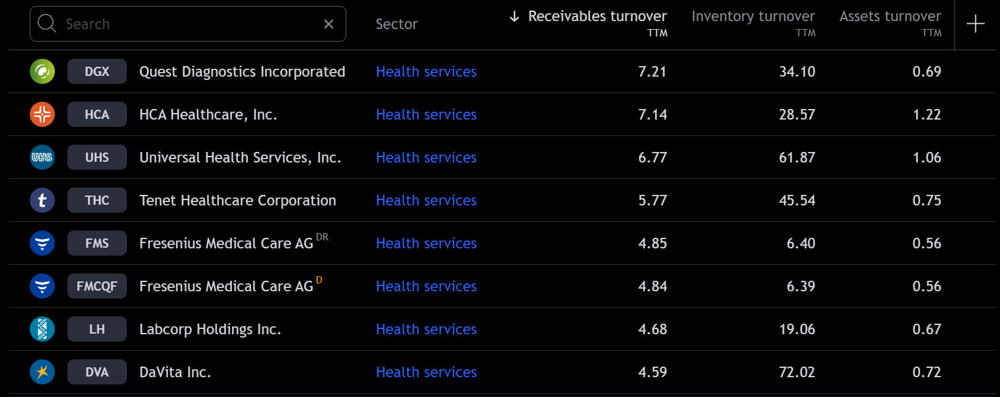 Search Sector ↓ Receivables turnover Inventory turnover Assets turnover
TTM TTM TTM
DGX Quest Diagnostics Incorporated Health services 7.21 34.10 0.69
HCA HCA Healthcare, Inc. Health services 7.14 28.57 1.22
UHS UHS Universal Health Services, Inc. Health services 6.77 61.87 1.06
t THC Tenet Healthcare Corporation Health services 5.77 45.54 0.75
FMS Fresenius Medical Care AG DR Health services 4.85 6.40 0.56
FMCQF Fresenius Medical Care AG D Health services 4.84 6.39 0.56
LH Labcorp Holdings Inc. Health services 4.68 19.06 0.67
DVA DaVita Inc. Health services 4.59 72.02 0.72